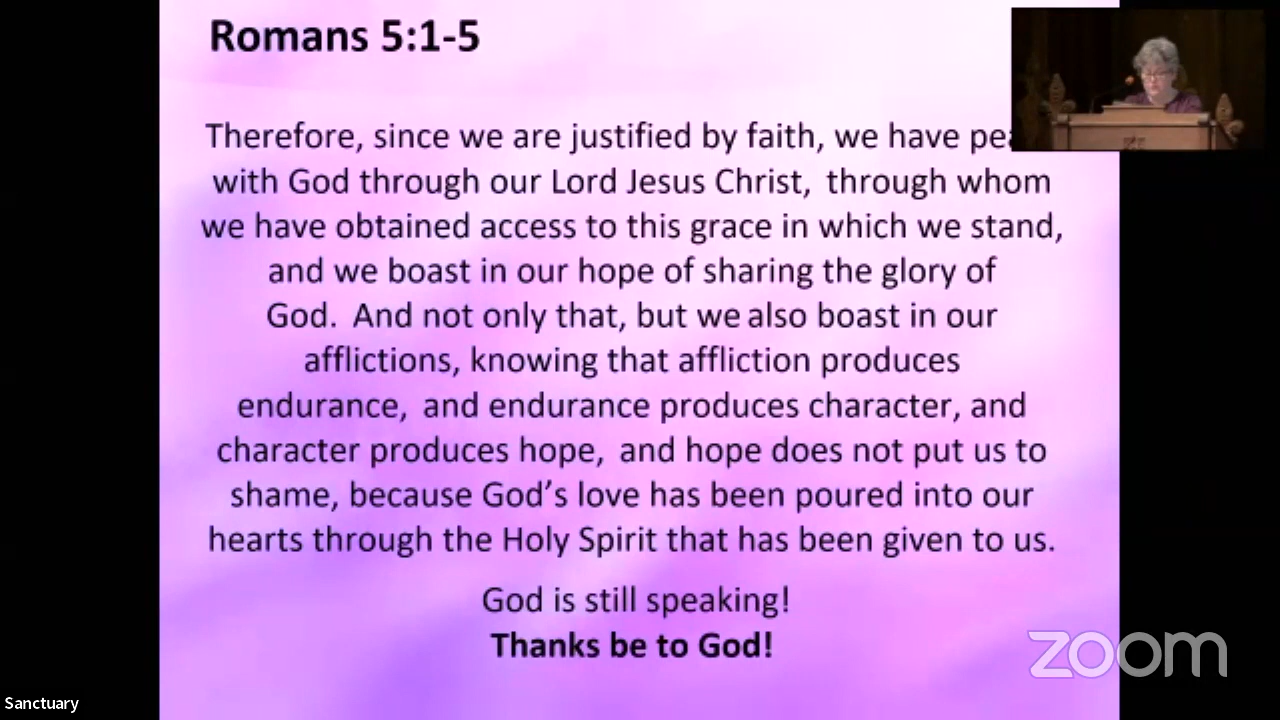 Romans 5:1-5
Therefore, since we are justified by faith, we have
with God through our Lord Jesus Christ, through whom
we have obtained access to this grace in which we stand,
and we boast in our hope of sharing the glory of
God. And not only that, but we also boast in our
afflictions, knowing that affliction produces
endurance, and endurance produces character, and
character produces hope, and hope does not put us to
shame, because God’s love has been poured into our
hearts through the Holy Spirit that has been given to us.
God is still speaking!
Thanks be to God!
zoom
Sanctuary